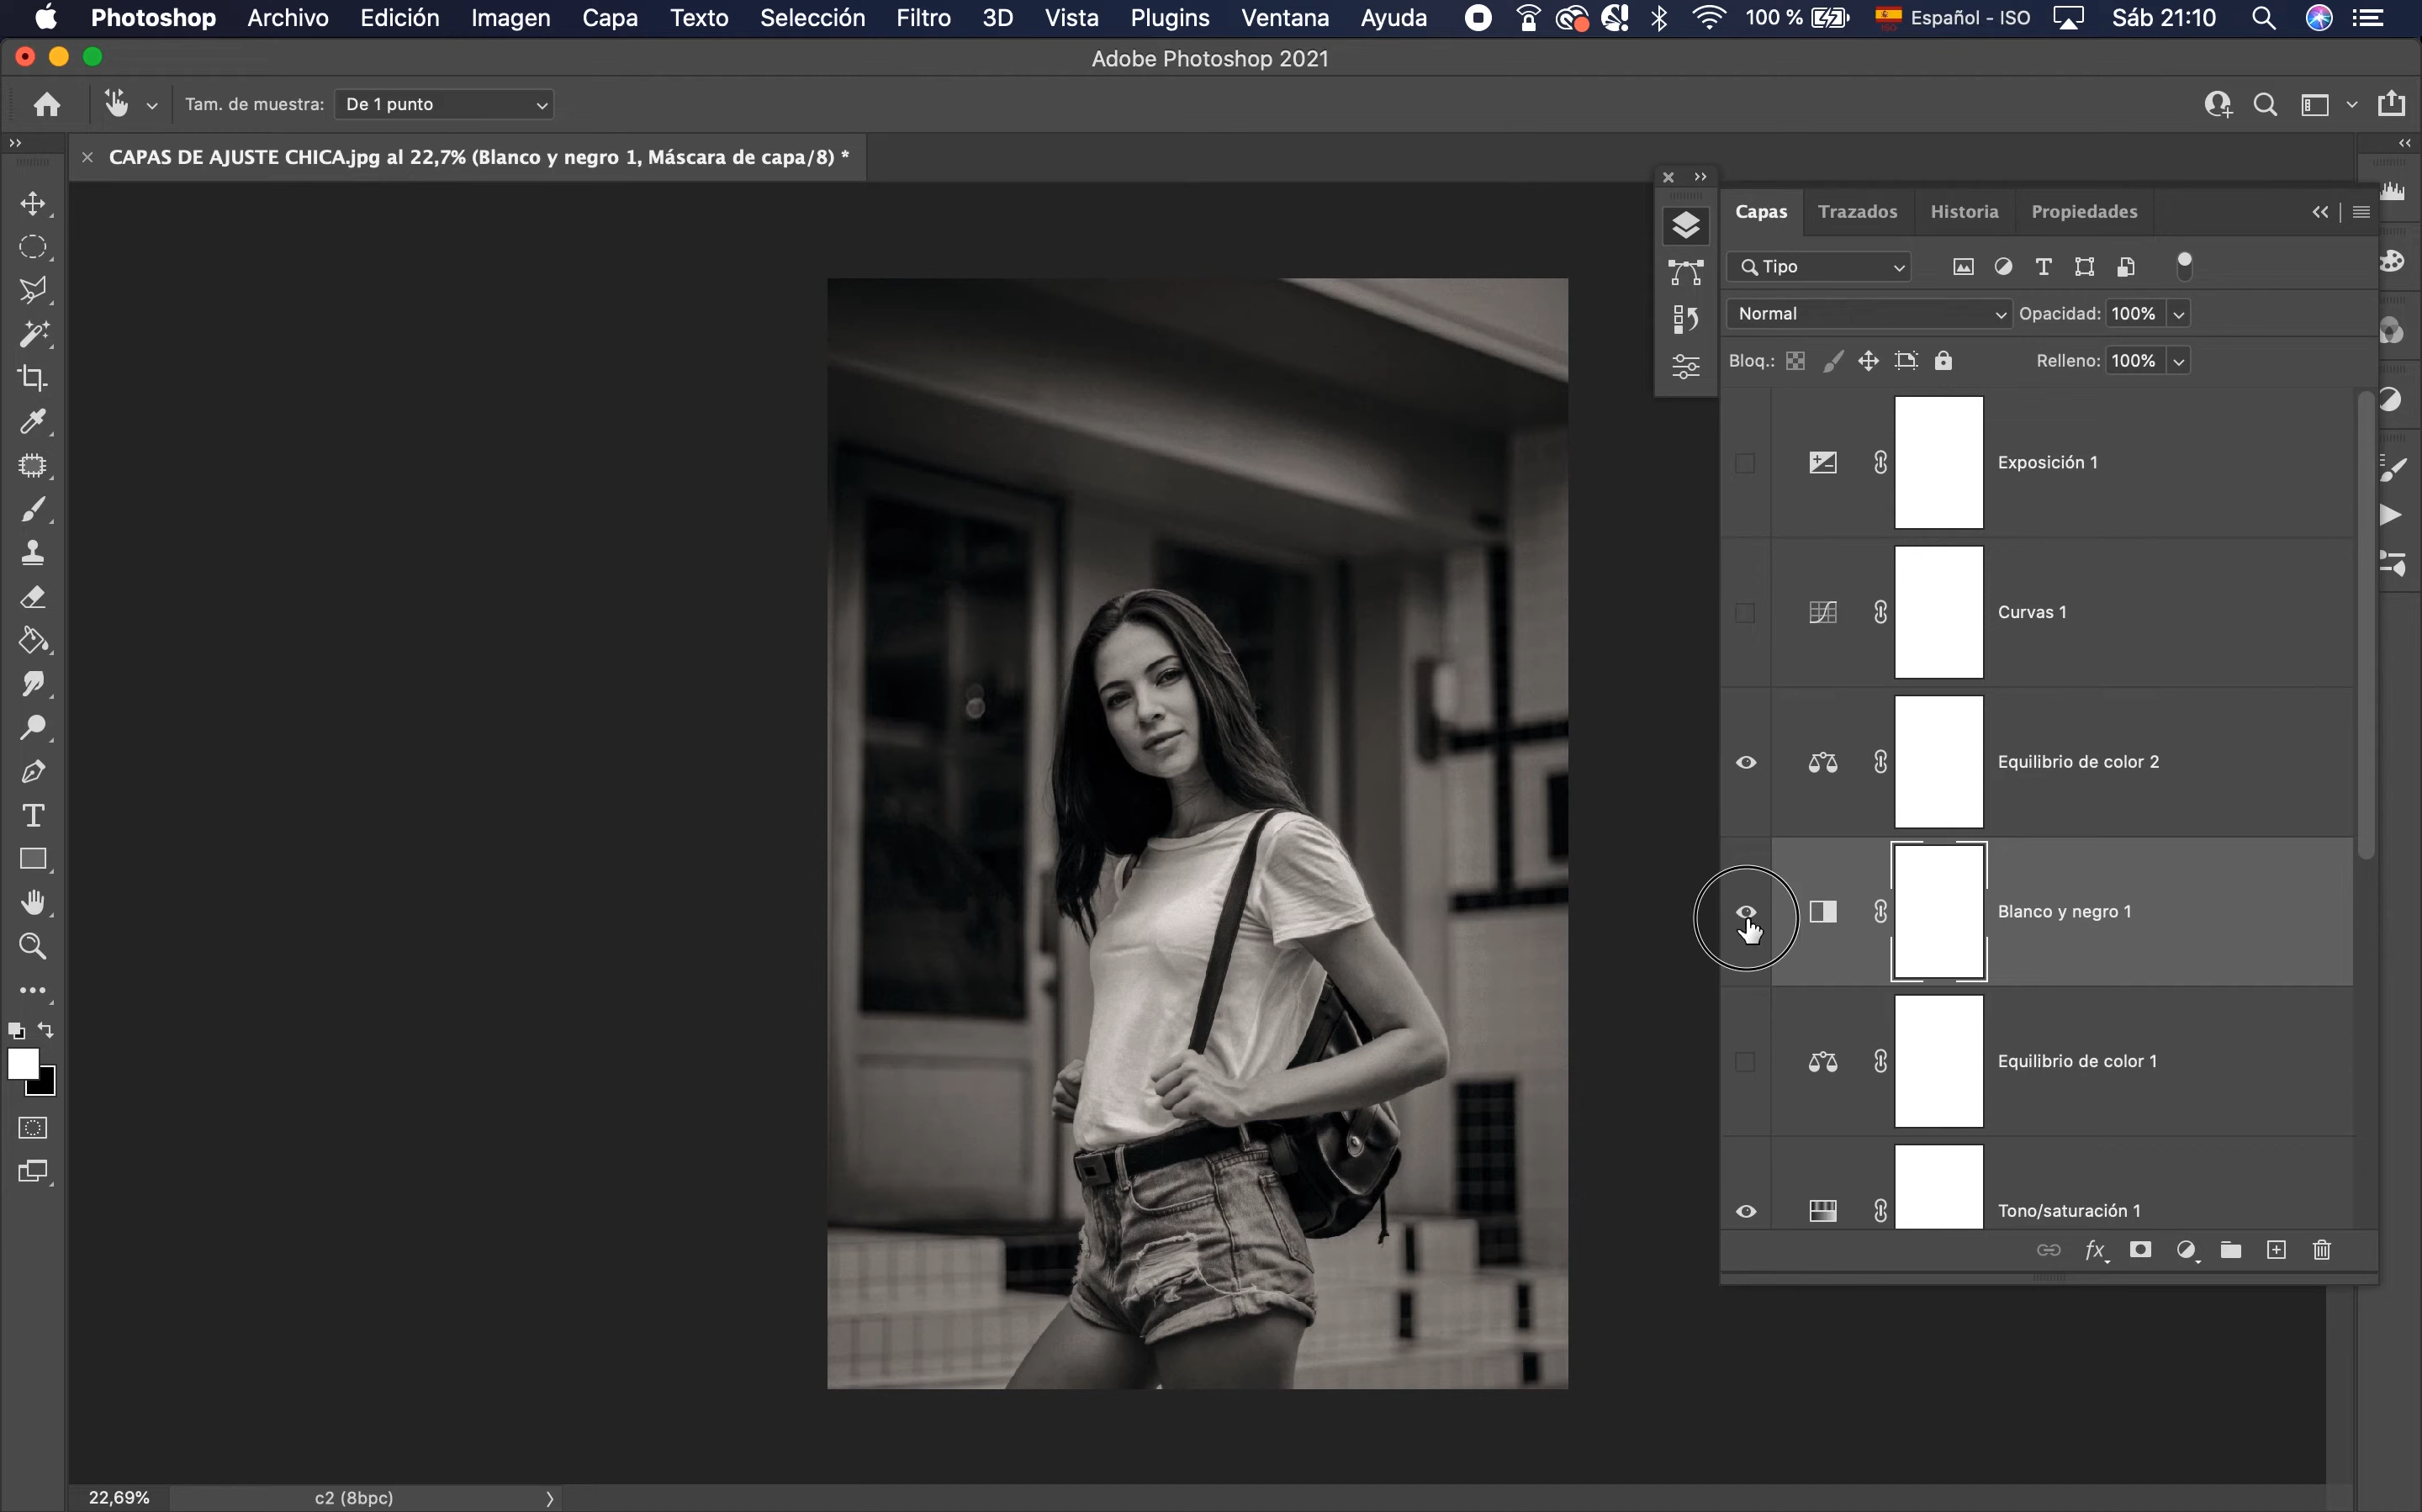 Photoshop Archivo Edición Imagen Capa Texto Selección Filtro 3D Vista Plugins Ventana Ayuda 100 % ISO Español - ISO Sáb 21:10
Adobe Photoshop 2021
Tam. de muestra: De 1 punto
CAPAS DE AJUSTE CHICA.jpg al 22,7% (Blanco y negro 1, Máscara de capa/8) *
Capas Trazados Historia Propiedades
Tipo
Normal Opacidad: 100%
Bloq.: Relleno: 100%
Exposición 1
Curvas 1
Equilibrio de color 2
Blanco y negro 1
Equilibrio de color 1
Tono/saturación 1
fx
22,69% c2 (8bpc)